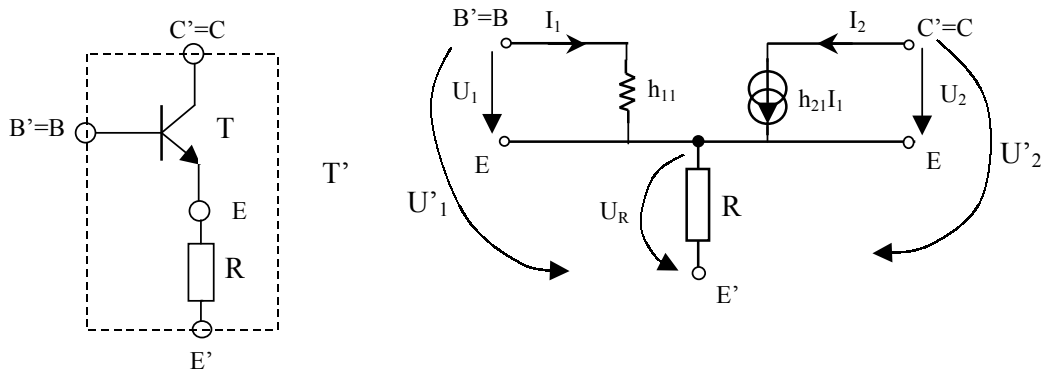 C'=C
B'=B
T
E
R
E'
T'
B'=B
I1
I2
C'=C
U1
h11
h21I1
U2
E
E
U'1
UR
R
U'2
E'